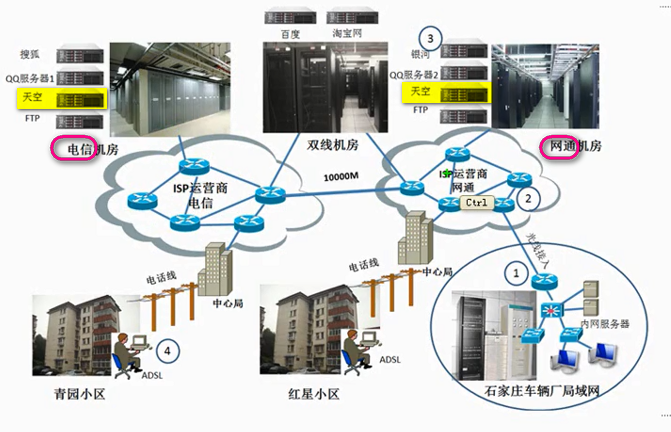 百度
淘宝网
搜狐
QQ服务器1
天空
FTP
电信机房
双线机房
③
银河
QQ服务器2
天空
FTP
网通机房
ISP运营商
电信
10000M
ISP运营商
网通
Ctrl
②
光线接入
①
电话线
中心局
电话线
中心局
内网服务器
④
ADSL
ADSL
青园小区
红星小区
石家庄车辆厂局域网